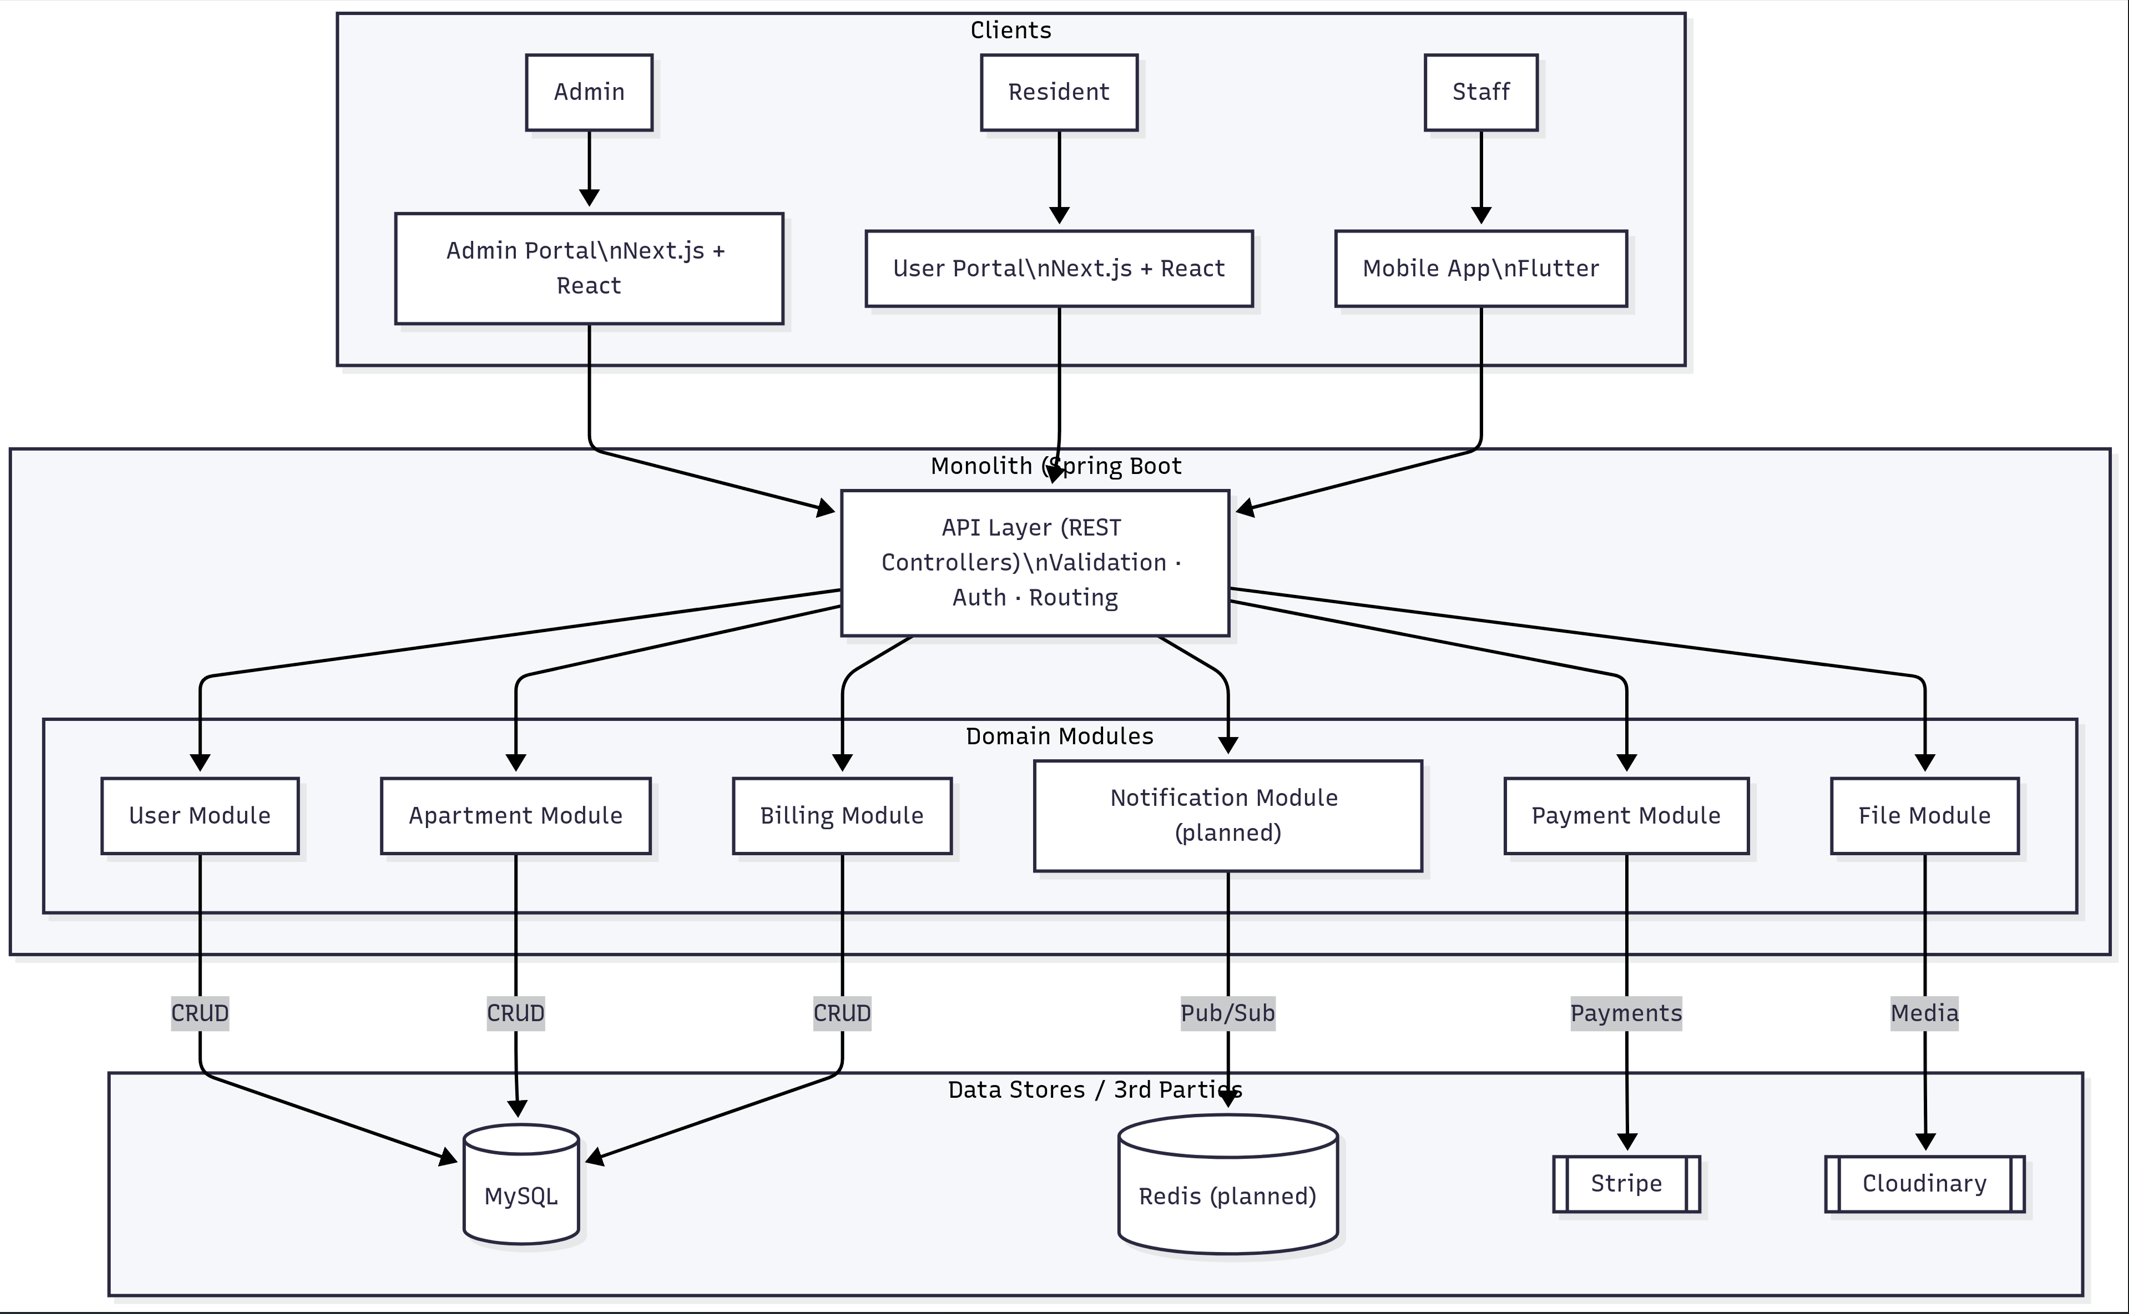 Clients
Admin
Resident
Staff
Admin Portal\nNext.js +
React
User Portal\nNext.js + React
Mobile App\nFlutter
Monolith (Spring Boot
API Layer (REST
Controllers)\nValidation ·
Auth · Routing
Domain Modules
User Module
Apartment Module
Billing Module
Notification Module
(planned)
Payment Module
File Module
CRUD
CRUD
CRUD
Pub/Sub
Payments
Media
Data Stores / 3rd Parties
MySQL
Redis (planned)
Stripe
Cloudinary